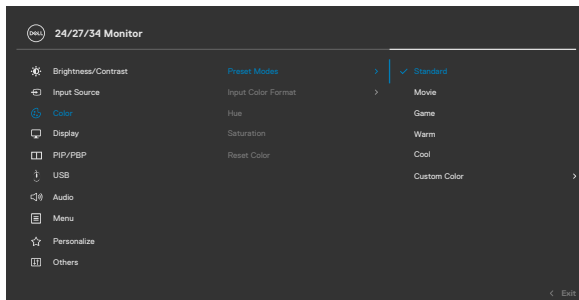 DELL 24/27/34 Monitor
Brightness/Contrast Preset Modes > ✓ Standard
Input Source Input Color Format > Movie
Color Hue Game
Display Saturation Warm
PIP/PBP Reset Color Cool
USB Custom Color >
Audio
Menu
Personalize
Others
< Exit